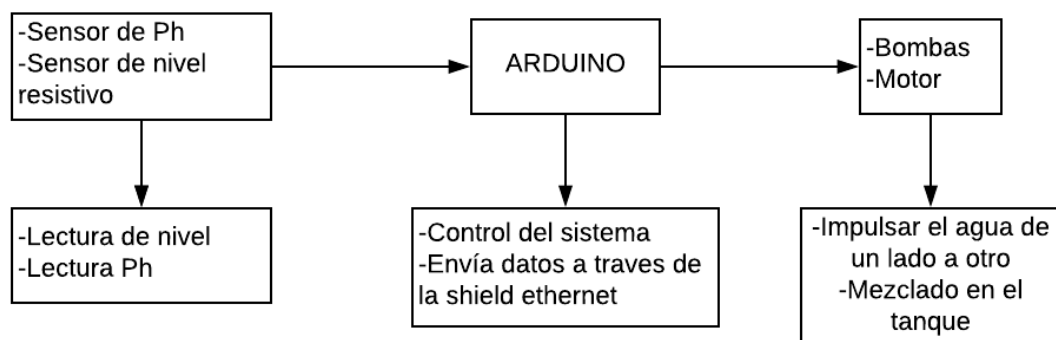 -Sensor de Ph
-Sensor de nivel
resistivo
ARDUINO
-Bombas
-Motor
-Lectura de nivel
-Lectura Ph
-Control del sistema
-Envía datos a traves de
la shield ethernet
-Impulsar el agua de
un lado a otro
-Mezclado en el
tanque